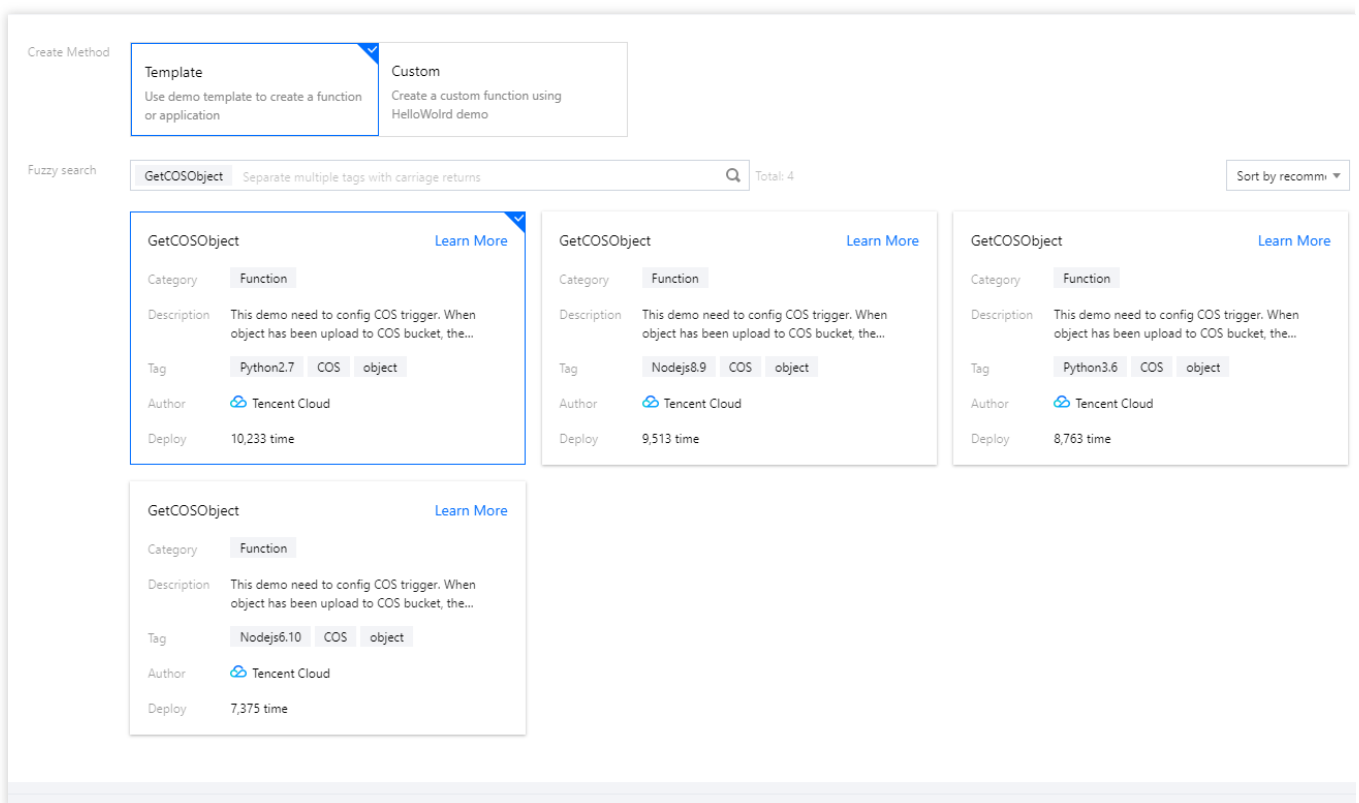 Create Method
Template
Use demo template to create a function
or application
Custom
Create a custom function using
HelloWolrd demo
Fuzzy search
GetCOSObject Separate multiple tags with carriage returns
Total: 4
Sort by recomm
GetCOSObject Learn More
Category Function
Description This demo need to config COS trigger. When
object has been upload to COS bucket, the...
Tag Python2.7 COS object
Author Tencent Cloud
Deploy 10,233 time
GetCOSObject Learn More
Category Function
Description This demo need to config COS trigger. When
object has been upload to COS bucket, the...
Tag Nodejs8.9 COS object
Author Tencent Cloud
Deploy 9,513 time
GetCOSObject Learn More
Category Function
Description This demo need to config COS trigger. When
object has been upload to COS bucket, the...
Tag Python3.6 COS object
Author Tencent Cloud
Deploy 8,763 time
GetCOSObject Learn More
Category Function
Description This demo need to config COS trigger. When
object has been upload to COS bucket, the...
Tag Nodejs6.10 COS object
Author Tencent Cloud
Deploy 7,375 time